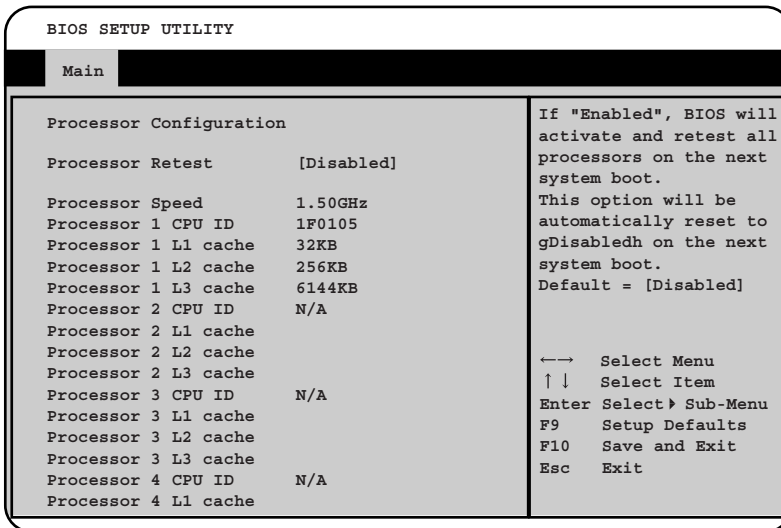 BIOS SETUP UTILITY
Main
Processor Configuration
Processor Retest [Disabled]
Processor Speed 1.50GHz
Processor 1 CPU ID 1F0105
Processor 1 L1 cache 32KB
Processor 1 L2 cache 256KB
Processor 1 L3 cache 6144KB
Processor 2 CPU ID N/A
Processor 2 L1 cache
Processor 2 L2 cache
Processor 2 L3 cache
Processor 3 CPU ID N/A
Processor 3 L1 cache
Processor 3 L2 cache
Processor 3 L3 cache
Processor 4 CPU ID N/A
Processor 4 L1 cache
If "Enabled", BIOS will
activate and retest all
processors on the next
system boot.
This option will be
automatically reset to
gDisabledh on the next
system boot.
Default = [Disabled]
←→ Select Menu
↑↓ Select Item
Enter Select▶Sub-Menu
F9 Setup Defaults
F10 Save and Exit
Esc Exit